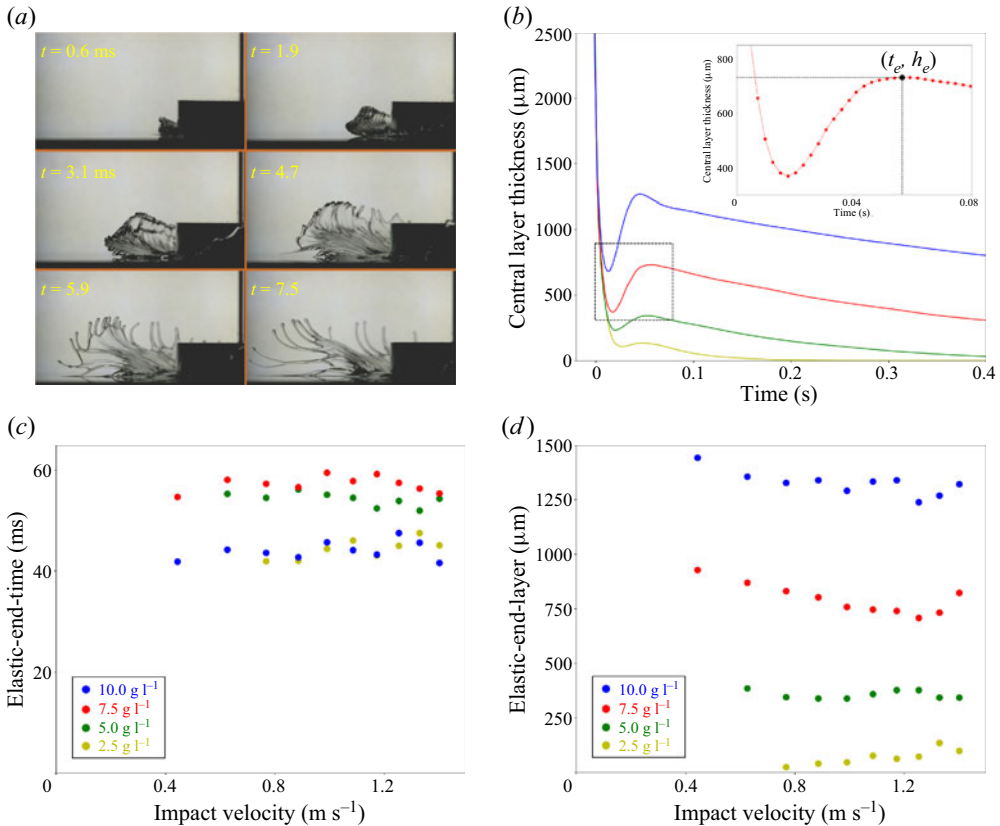 (a)
t = 0.6 ms
t = 1.9
t = 3.1 ms
t = 4.7
t = 5.9
t = 7.5
(b)
2500
2000
1500
1000
500
0
Central layer thickness (μm)
0
0.1
0.2
0.3
0.4
Time (s)
800
600
400
Central layer thickness (μm)
0
0.04
0.08
Time (s)
(te, he)
(c)
60
40
20
Elastic-end-time (ms)
0
0.4
0.8
1.2
Impact velocity (m s⁻¹)
10.0 g l⁻¹
7.5 g l⁻¹
5.0 g l⁻¹
2.5 g l⁻¹
(d)
1500
1250
1000
750
500
250
Elastic-end-layer (μm)
0
0.4
0.8
1.2
Impact velocity (m s⁻¹)
10.0 g l⁻¹
7.5 g l⁻¹
5.0 g l⁻¹
2.5 g l⁻¹